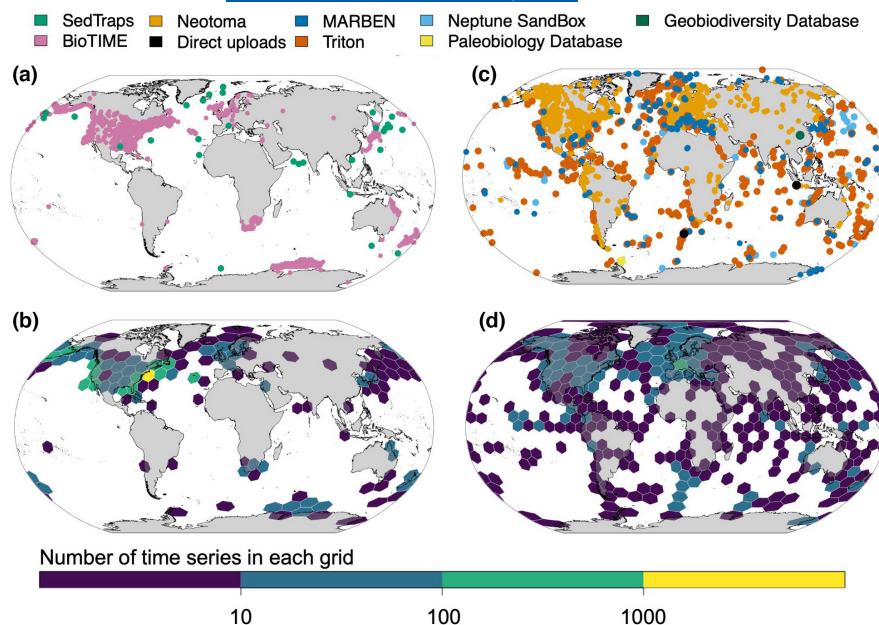 SedTraps Neotoma MARBEN Neptune SandBox Geobiodiversity Database
BioTIME Direct uploads Triton Paleobiology Database
(a) (c)
(b) (d)
Number of time series in each grid
10 100 1000